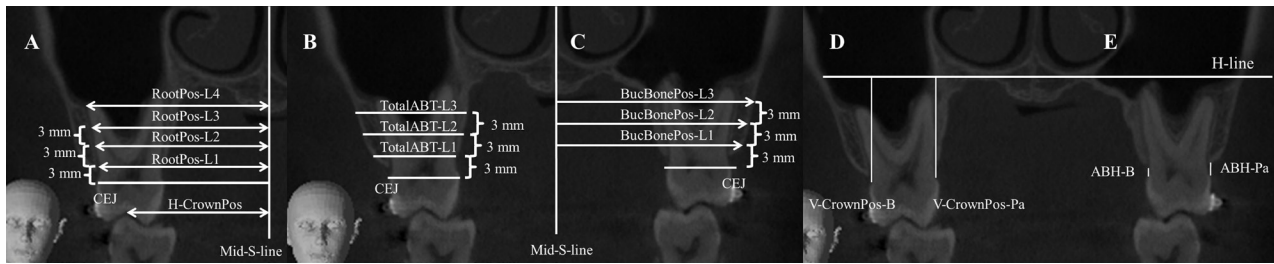 A
RootPos-L4
RootPos-L3
3 mm
RootPos-L2
3 mm
RootPos-L1
3 mm
CEJ
H-CrownPos
Mid-S-line
B
TotalABT-L3
3 mm
TotalABT-L2
3 mm
TotalABT-L1
3 mm
CEJ
C
BucBonePos-L3
3 mm
BucBonePos-L2
3 mm
BucBonePos-L1
3 mm
CEJ
Mid-S-line
D
E
H-line
ABH-B
ABH-Pa
V-CrownPos-B
V-CrownPos-Pa